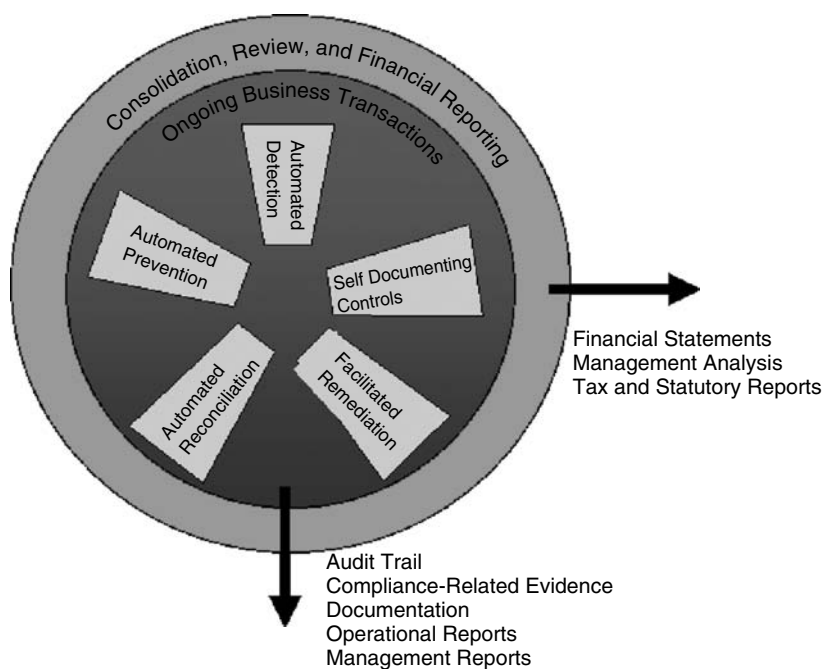 Consolidation, Review, and Financial Reporting
Ongoing Business Transactions
Automated
Detection
Automated
Prevention
Self Documenting
Controls
Automated
Reconciliation
Facilitated
Remediation
Financial Statements
Management Analysis
Tax and Statutory Reports
Audit Trail
Compliance-Related Evidence
Documentation
Operational Reports
Management Reports